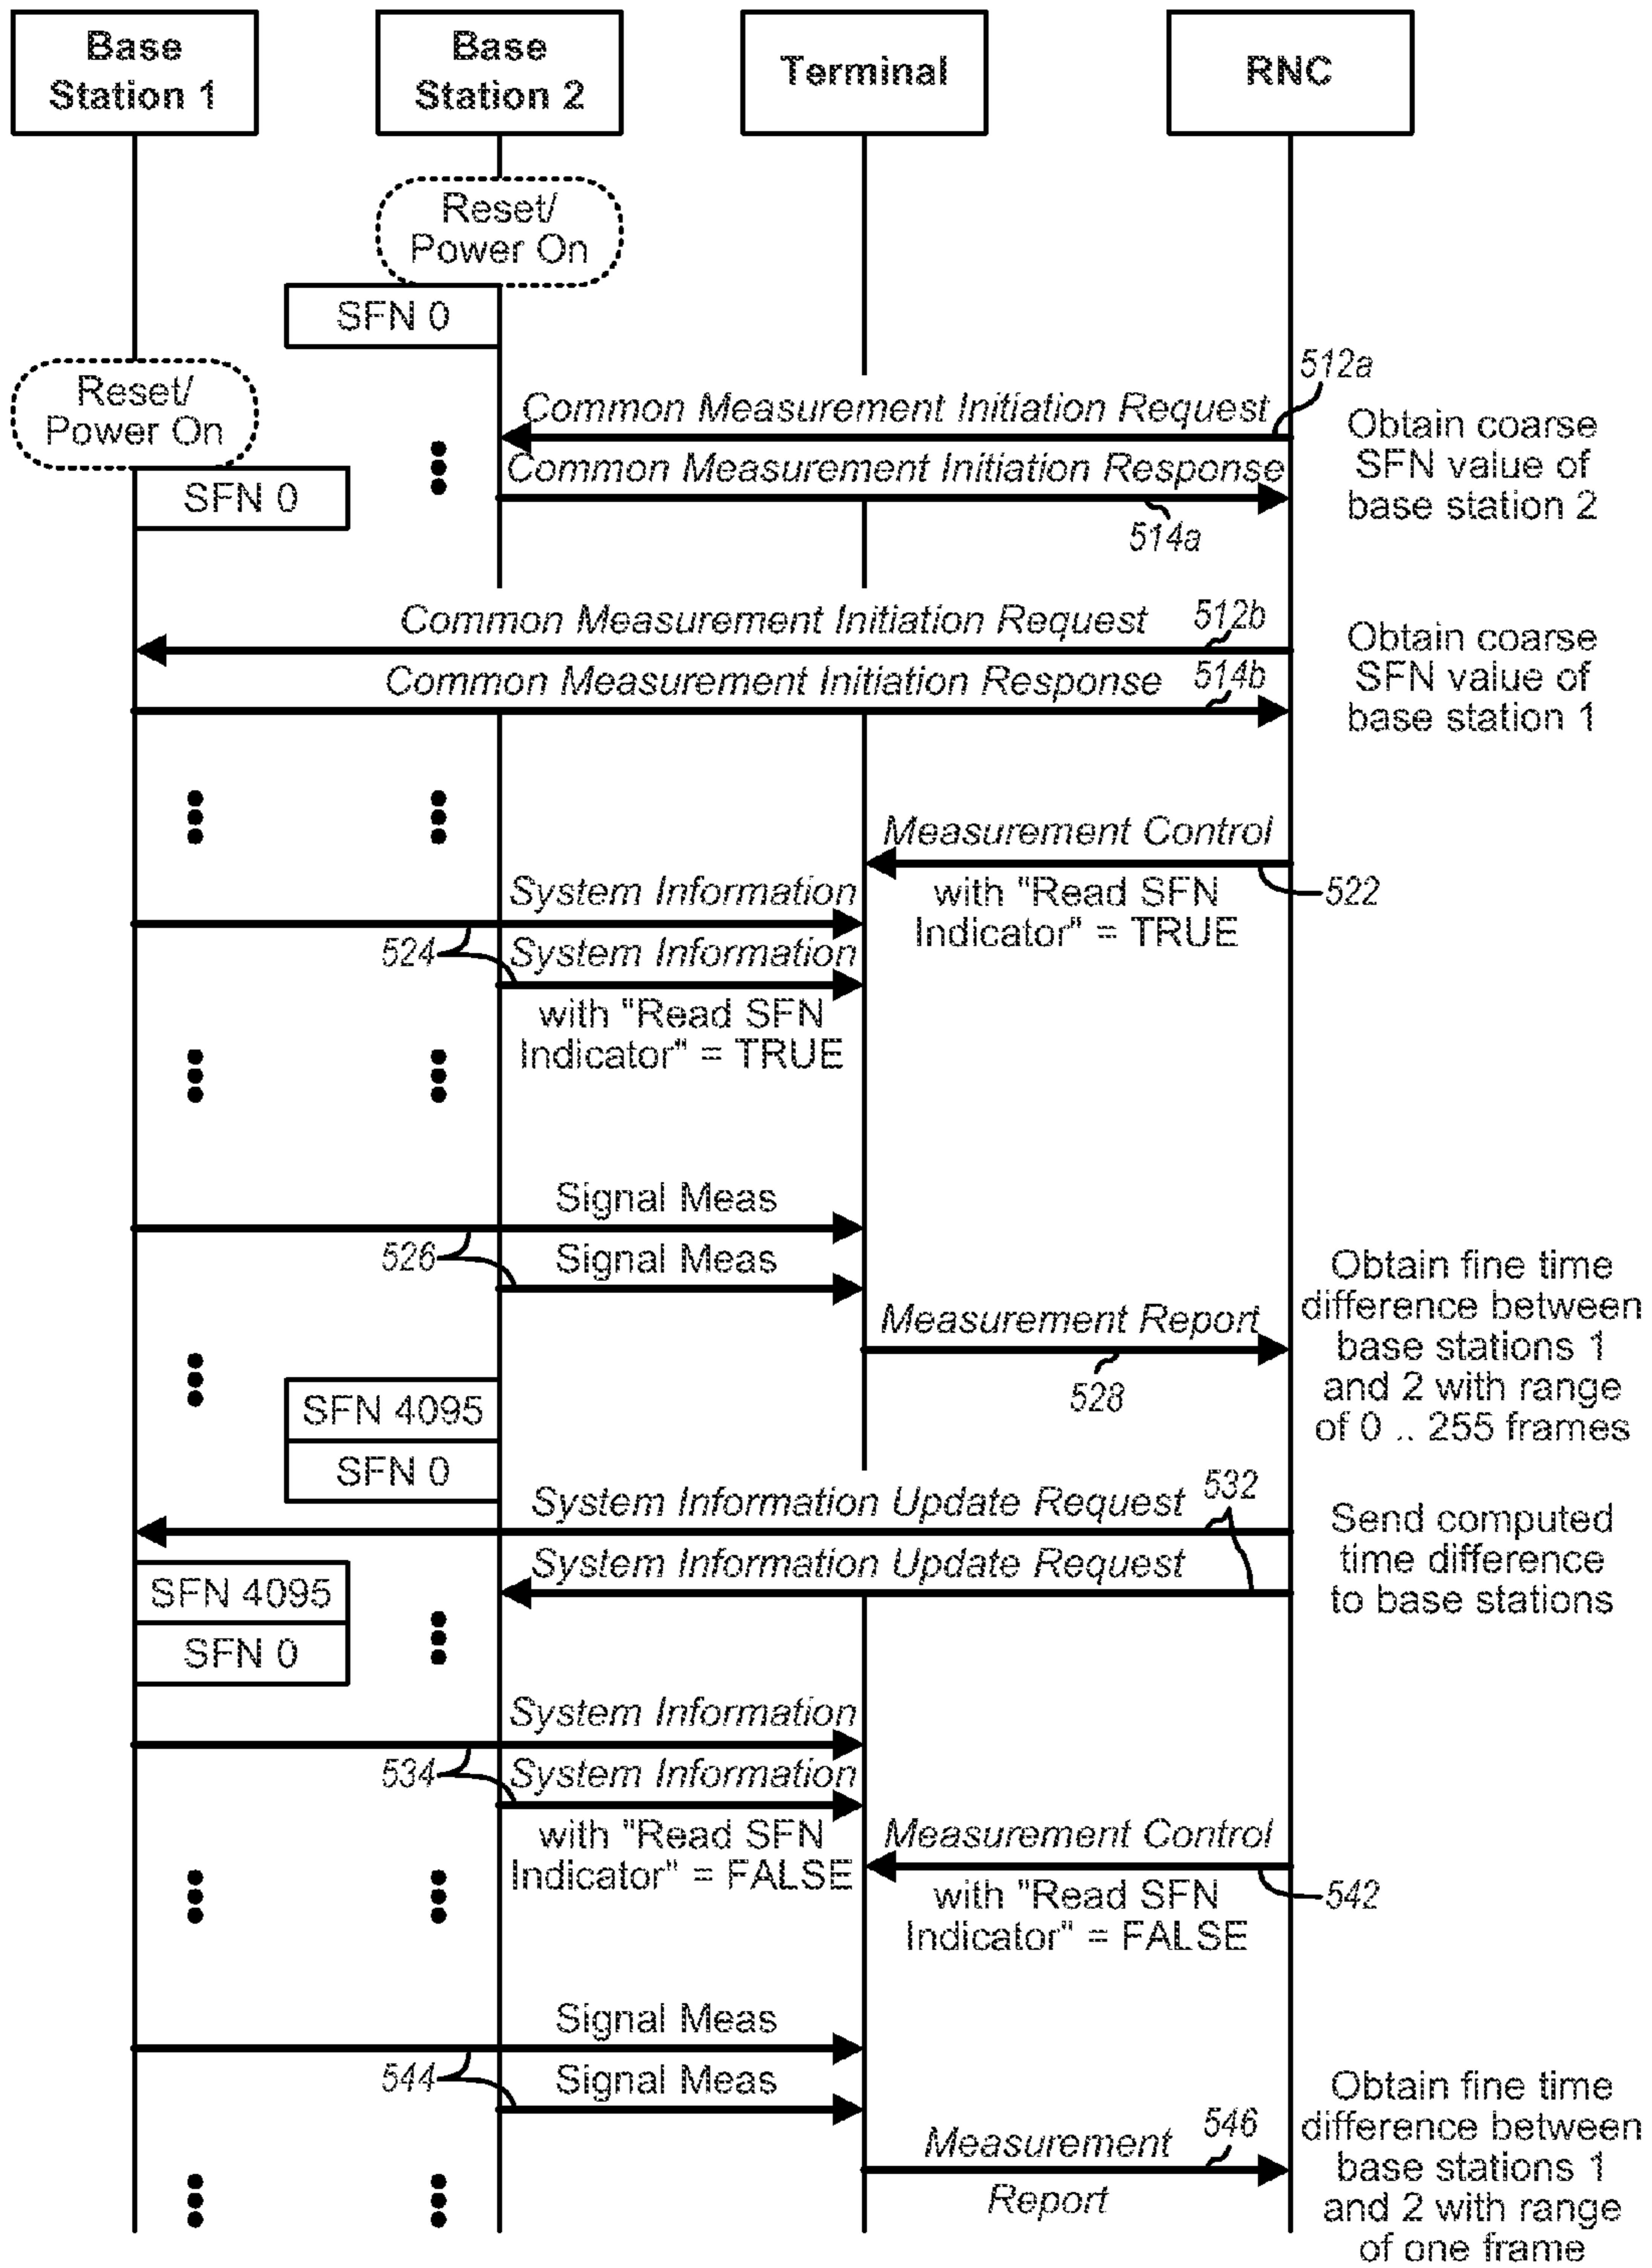 Base
Station 1
Base
Station 2
Terminal
RNC
Reset/
Power On
SFN 0
Reset/
Power On
SFN 0
512a
Common Measurement Initiation Request
Common Measurement Initiation Response
514a
Obtain coarse
SFN value of
base station 2
Common Measurement Initiation Request
512b
Common Measurement Initiation Response
514b
Obtain coarse
SFN value of
base station 1
Measurement Control
with "Read SFN
Indicator" = TRUE
522
System Information
524
System Information
with "Read SFN
Indicator" = TRUE
Signal Meas
526
Signal Meas
Measurement Report
528
Obtain fine time
difference between
base stations 1
and 2 with range
of 0 .. 255 frames
SFN 4095
SFN 0
System Information Update Request
532
System Information Update Request
Send computed
time difference
to base stations
SFN 4095
SFN 0
System Information
534
System Information
with "Read SFN
Indicator" = FALSE
Measurement Control
with "Read SFN
Indicator" = FALSE
542
Signal Meas
544
Signal Meas
Measurement
Report
546
Obtain fine time
difference between
base stations 1
and 2 with range
of one frame